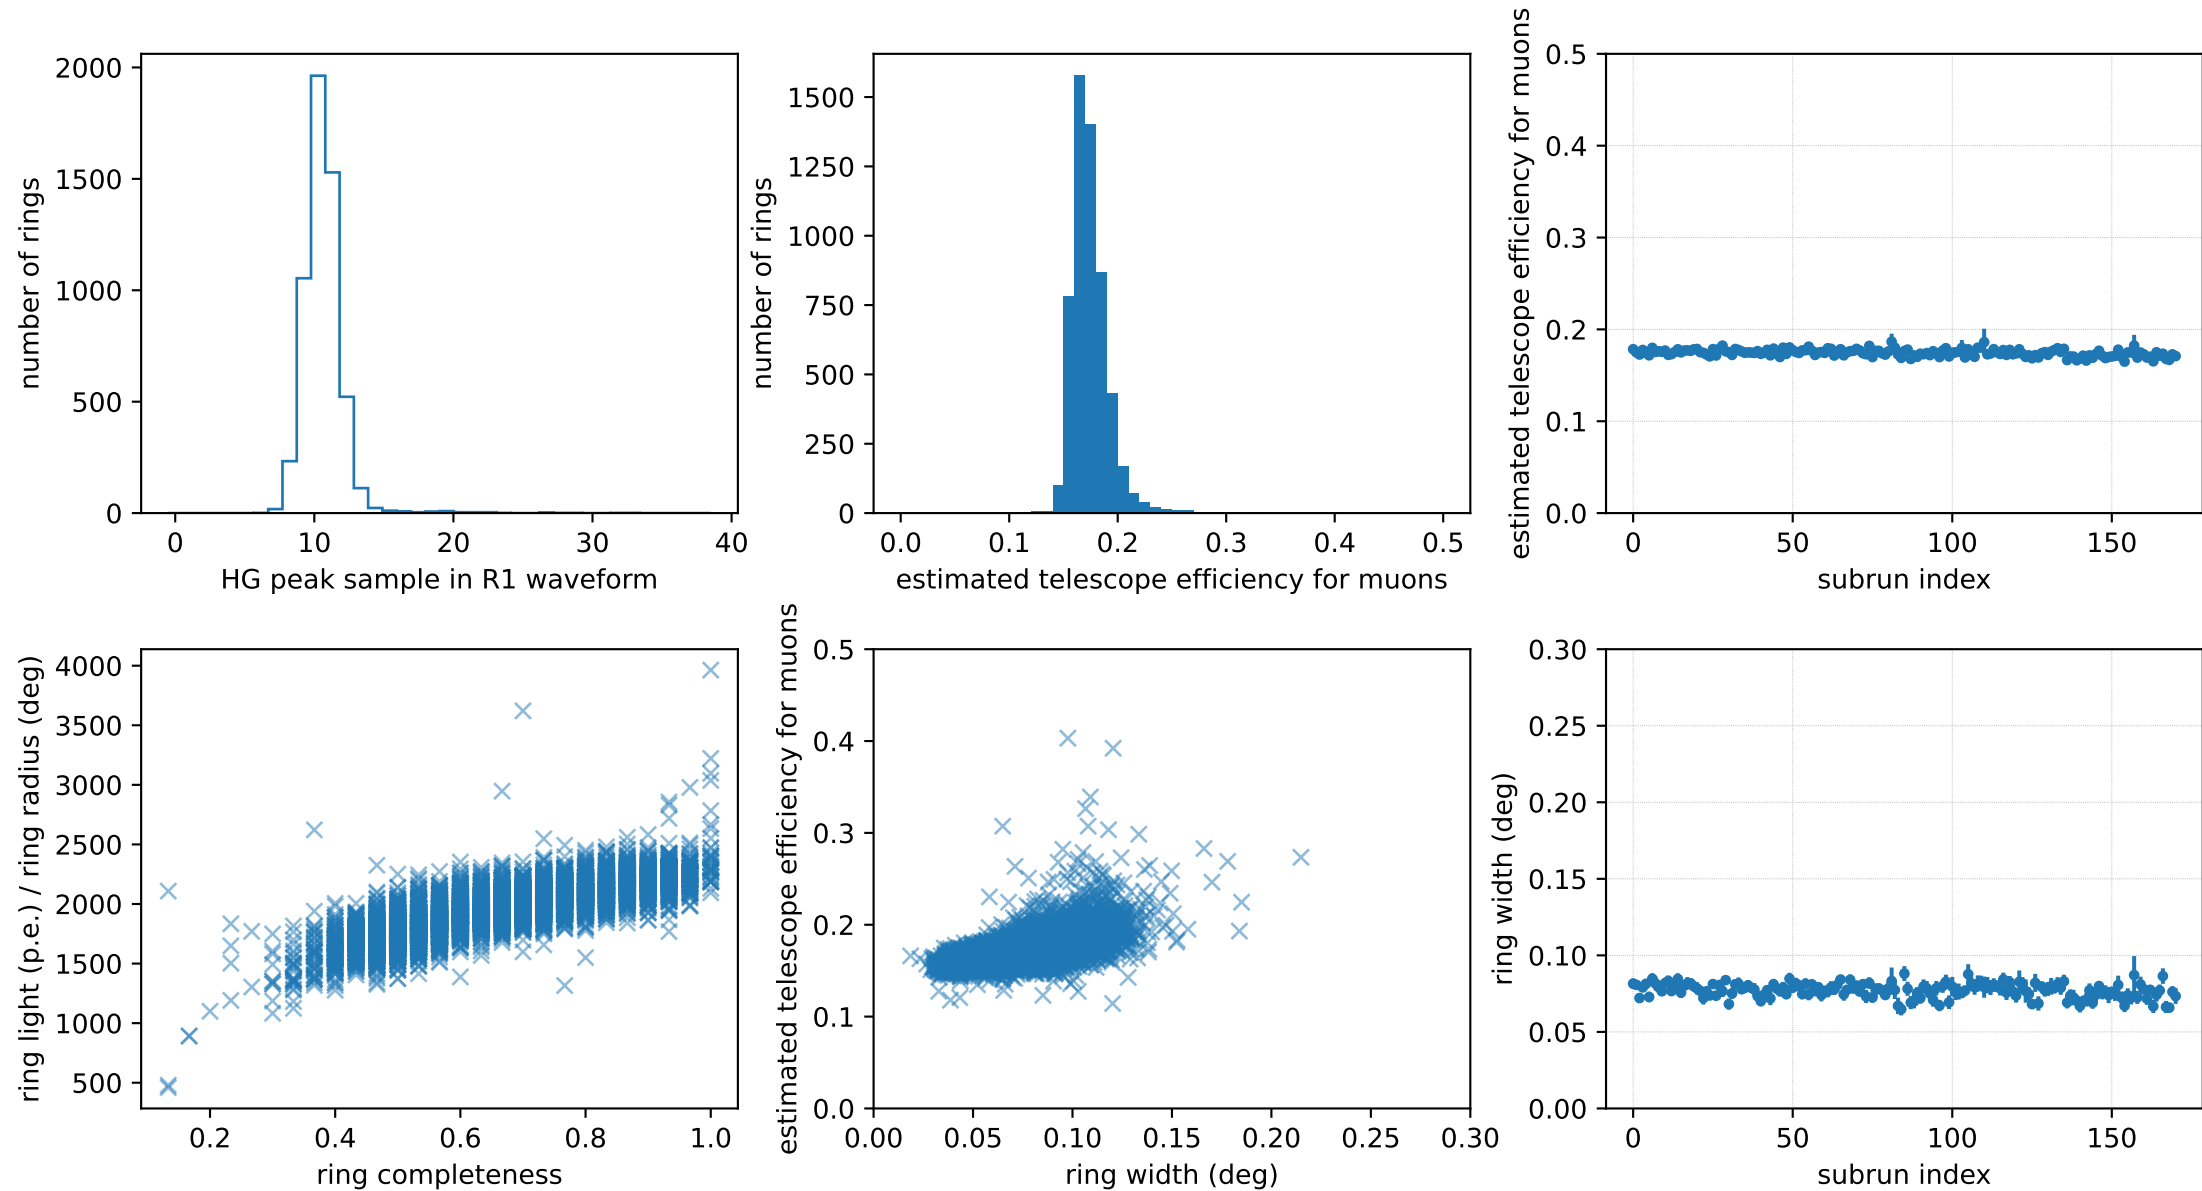 2000
1500
1000
500
0
number of rings
0 10 20 30 40
HG peak sample in R1 waveform
1500
1250
1000
750
500
250
0
number of rings
0.0 0.1 0.2 0.3 0.4 0.5
estimated telescope efficiency for muons
0.5
0.4
0.3
0.2
0.1
0.0
estimated telescope efficiency for muons
0 50 100 150
subrun index
4000
3500
3000
2500
2000
1500
1000
500
ring light (p.e.) / ring radius (deg)
0.2 0.4 0.6 0.8 1.0
ring completeness
0.5
0.4
0.3
0.2
0.1
0.0
estimated telescope efficiency for muons
0.00 0.05 0.10 0.15 0.20 0.25 0.30
ring width (deg)
0.30
0.25
0.20
0.15
0.10
0.05
0.00
ring width (deg)
0 50 100 150
subrun index